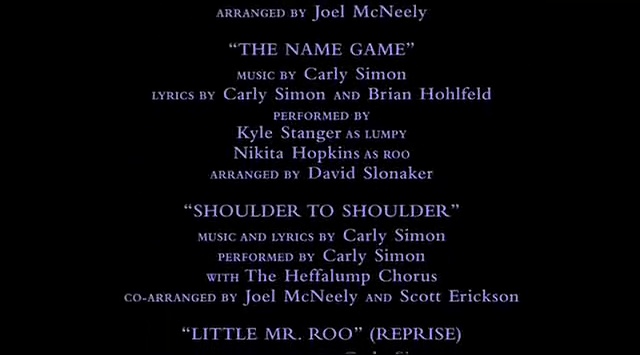 ARRANGED BY Joel McNeely
“THE NAME GAME”
MUSIC BY Carly Simon
LYRICS BY Carly Simon AND Brian Hohlfeld
PERFORMED BY
Kyle Stanger AS LUMPY
Nikita Hopkins AS ROO
ARRANGED BY David Slonaker
“SHOULDER TO SHOULDER”
MUSIC AND LYRICS BY Carly Simon
PERFORMED BY Carly Simon
WITH The Heffalump Chorus
CO-ARRANGED BY Joel McNeely AND Scott Erickson
“LITTLE MR. ROO” (REPRISE)